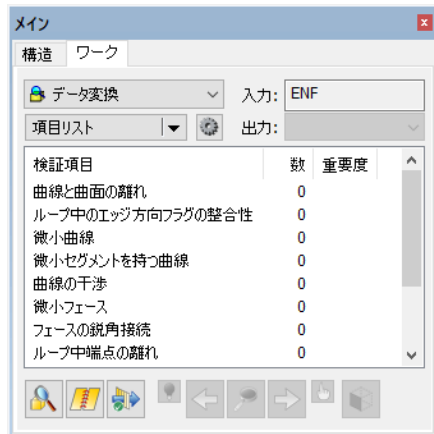 メイン
構造 ワーク
データ変換 入力: ENF
項目リスト 出力:
検証項目 数 重要度
曲線と曲面の離れ 0
ループ中のエッジ方向フラグの整合性 0
微小曲線 0
微小セグメントを持つ曲線 0
曲線の干渉 0
微小フェース 0
フェースの鋭角接続 0
ループ中端点の離れ 0